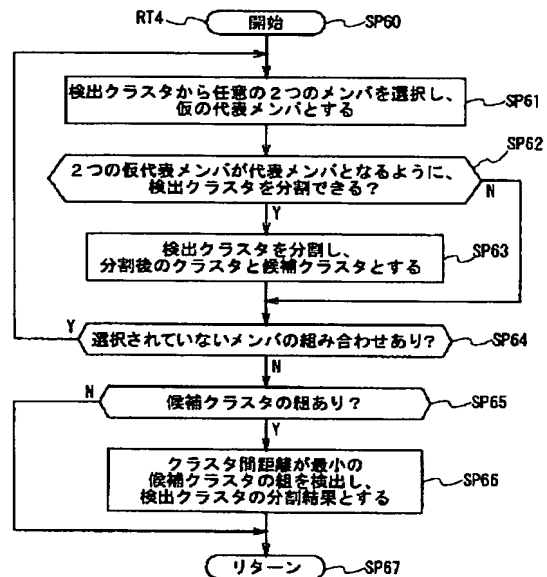 RT4
開始
SP60
検出クラスタから任意の2つのメンバを選択し、
仮の代表メンバとする
SP61
2つの仮代表メンバが代表メンバとなるように、
検出クラスタを分割できる?
SP62
N
Y
検出クラスタを分割し、
分割後のクラスタと候補クラスタとする
SP63
Y
選択されていないメンバの組み合わせあり?
SP64
N
N
候補クラスタの組あり?
SP65
Y
クラスタ間距離が最小の
候補クラスタの組を検出し、
検出クラスタの分割結果とする
SP66
リターン
SP67